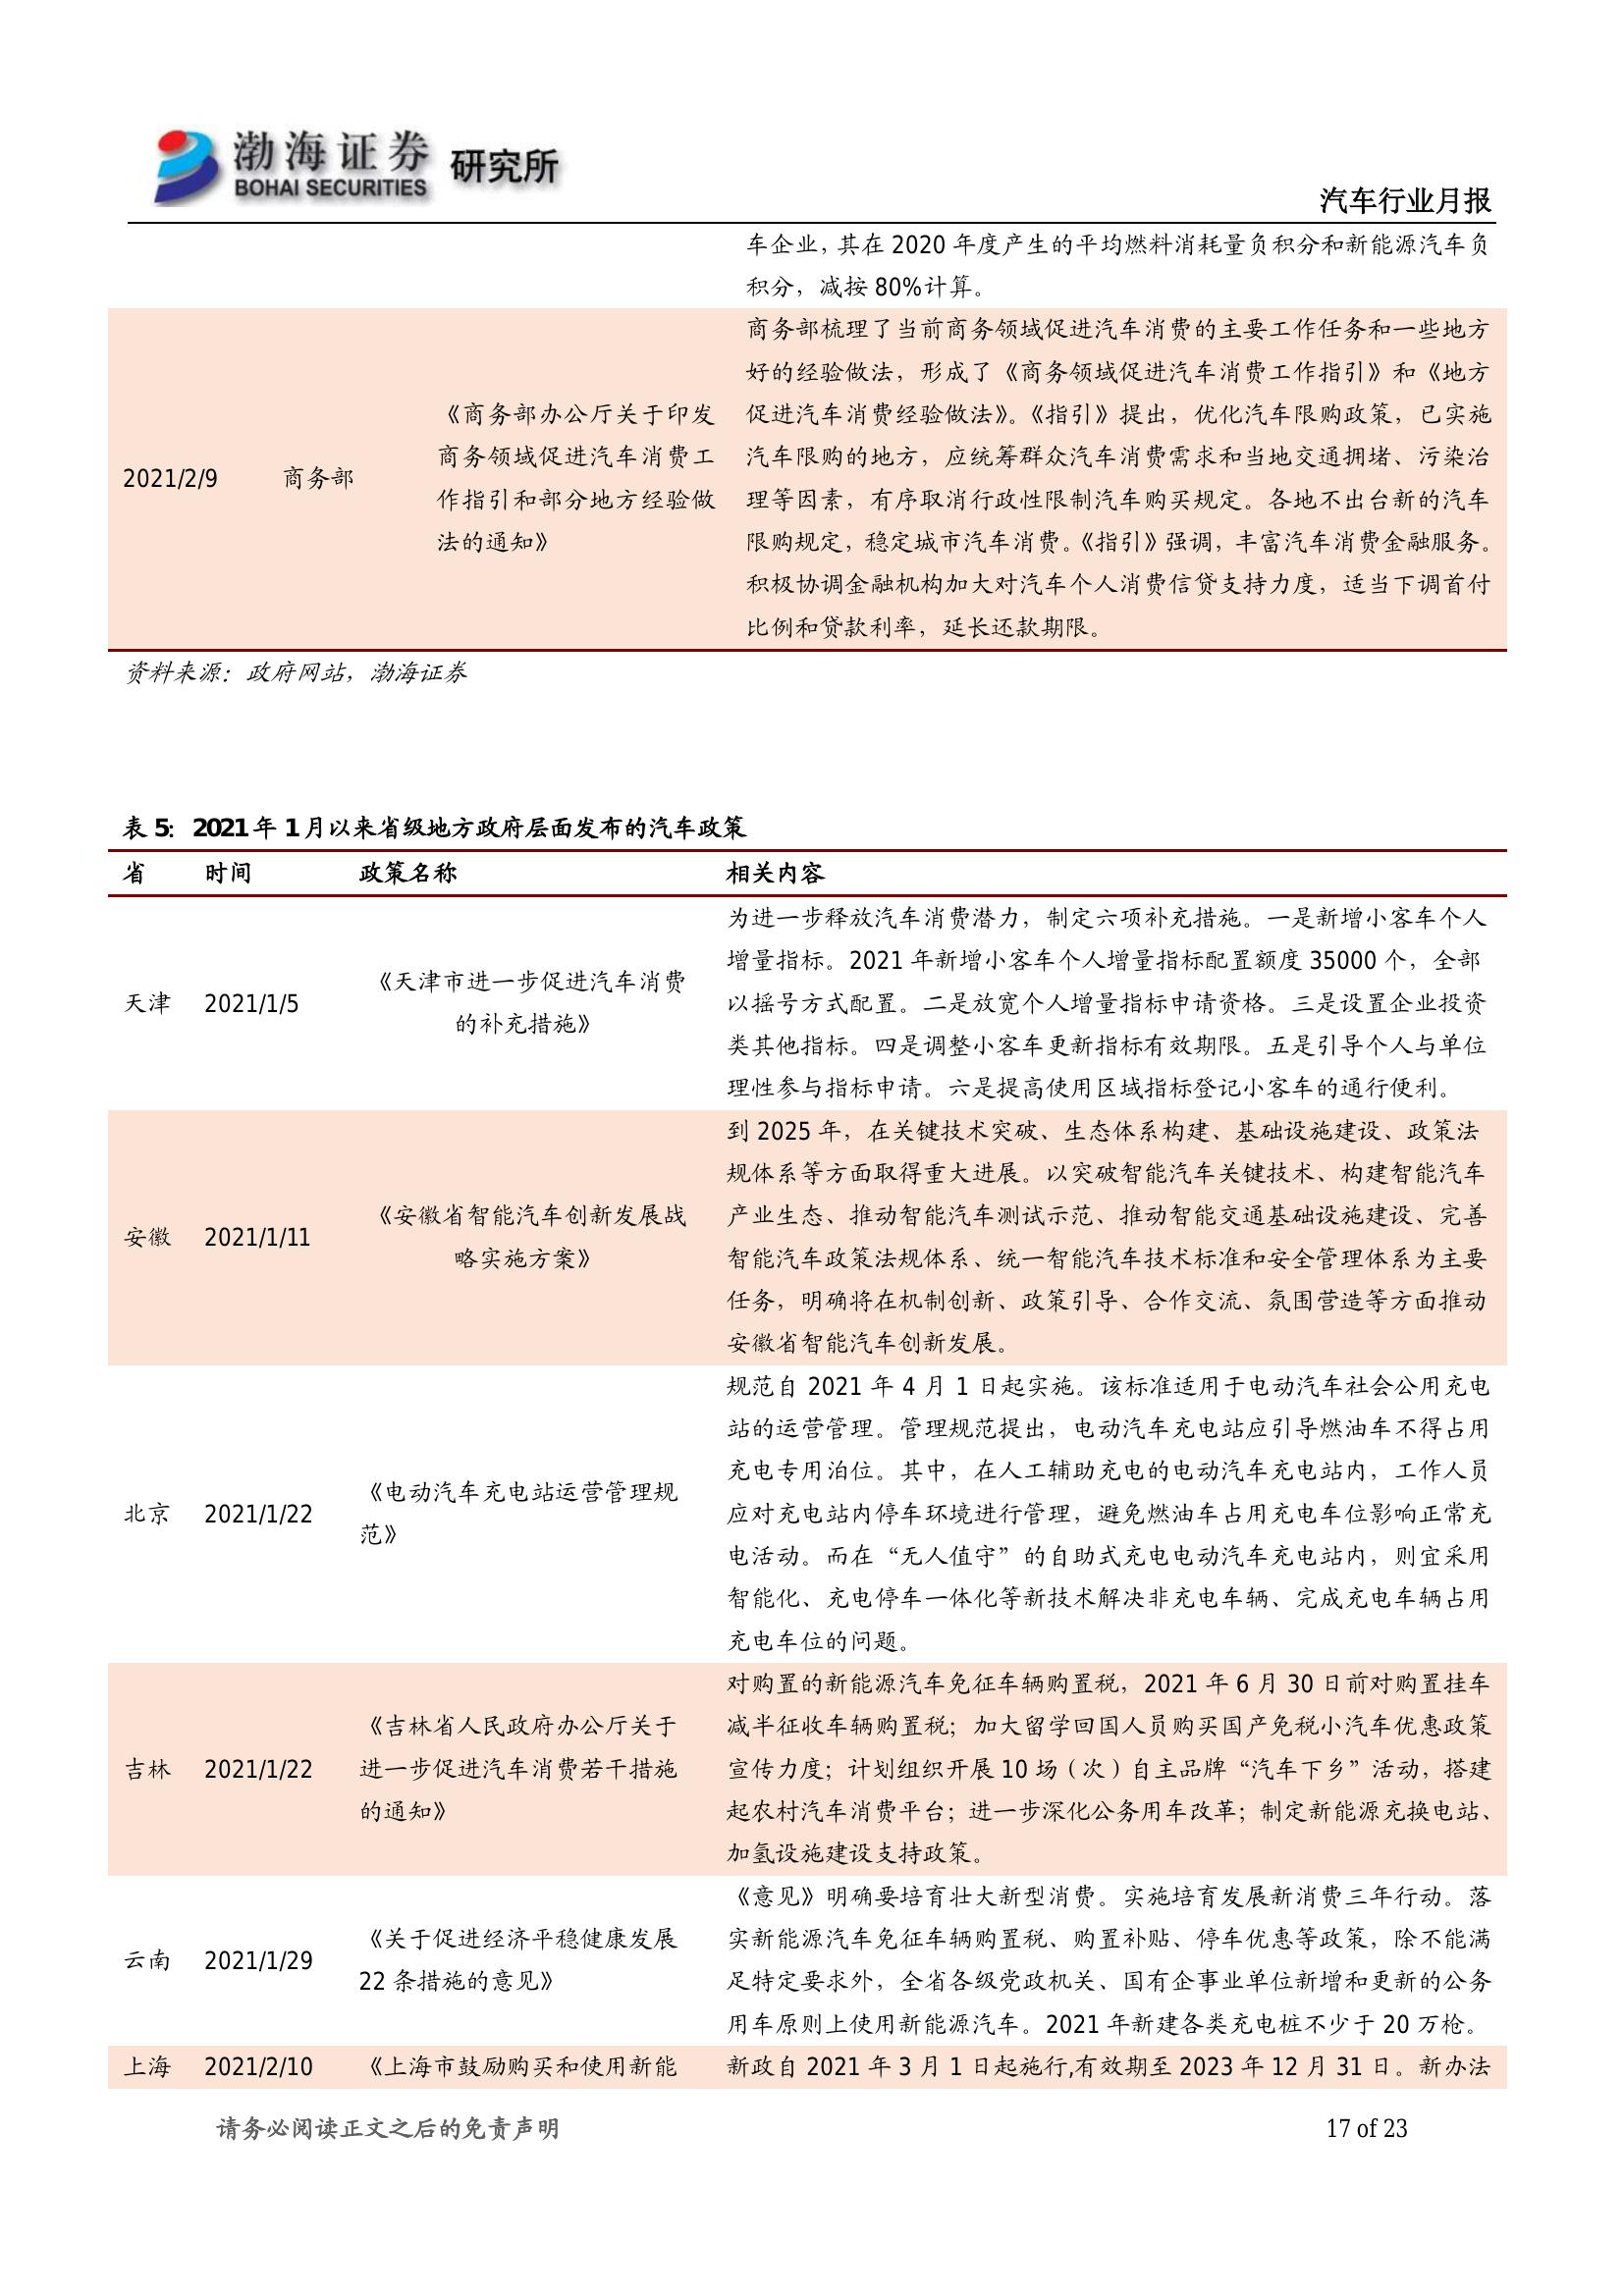 渤海证券 研究所
BOHAI SECURITIES
汽车行业月报
车企业，其在 2020 年度产生的平均燃料消耗量负积分和新能源汽车负
积分，减按 80%计算。
2021/2/9
商务部
《商务部办公厅关于印发
商务领域促进汽车消费工
作指引和部分地方经验做
法的通知》
商务部梳理了当前商务领域促进汽车消费的主要工作任务和一些地方
好的经验做法，形成了《商务领域促进汽车消费工作指引》和《地方
促进汽车消费经验做法》。《指引》提出，优化汽车限购政策，已实施
汽车限购的地方，应统筹群众汽车消费需求和当地交通拥堵、污染治
理等因素，有序取消行政性限制汽车购买规定。各地不出台新的汽车
限购规定，稳定城市汽车消费。《指引》强调，丰富汽车消费金融服务。
积极协调金融机构加大对汽车个人消费信贷支持力度，适当下调首付
比例和贷款利率，延长还款期限。
资料来源：政府网站，渤海证券
表 5：2021 年 1 月以来省级地方政府层面发布的汽车政策
省 时间 政策名称 相关内容
天津
2021/1/5
《天津市进一步促进汽车消费
的补充措施》
为进一步释放汽车消费潜力，制定六项补充措施。一是新增小客车个人
增量指标。2021 年新增小客车个人增量指标配置额度 35000 个，全部
以摇号方式配置。二是放宽个人增量指标申请资格。三是设置企业投资
类其他指标。四是调整小客车更新指标有效期限。五是引导个人与单位
理性参与指标申请。六是提高使用区域指标登记小客车的通行便利。
安徽
2021/1/11
《安徽省智能汽车创新发展战
略实施方案》
到 2025 年，在关键技术突破、生态体系构建、基础设施建设、政策法
规体系等方面取得重大进展。以突破智能汽车关键技术、构建智能汽车
产业生态、推动智能汽车测试示范、推动智能交通基础设施建设、完善
智能汽车政策法规体系、统一智能汽车技术标准和安全管理体系为主要
任务，明确将在机制创新、政策引导、合作交流、氛围营造等方面推动
安徽省智能汽车创新发展。
北京
2021/1/22
《电动汽车充电站运营管理规
范》
规范自 2021 年 4 月 1 日起实施。该标准适用于电动汽车社会公用充电
站的运营管理。管理规范提出，电动汽车充电站应引导燃油车不得占用
充电专用泊位。其中，在人工辅助充电的电动汽车充电站内，工作人员
应对充电站内停车环境进行管理，避免燃油车占用充电车位影响正常充
电活动。而在“无人值守”的自助式充电电动汽车充电站内，则宜采用
智能化、充电停车一体化等新技术解决非充电车辆、完成充电车辆占用
充电车位的问题。
吉林
2021/1/22
《吉林省人民政府办公厅关于
进一步促进汽车消费若干措施
的通知》
对购置的新能源汽车免征车辆购置税，2021 年 6 月 30 日前对购置挂车
减半征收车辆购置税；加大留学回国人员购买国产免税小汽车优惠政策
宣传力度；计划组织开展 10 场（次）自主品牌“汽车下乡”活动，搭建
起农村汽车消费平台；进一步深化公务用车改革；制定新能源充换电站、
加氢设施建设支持政策。
云南
2021/1/29
《关于促进经济平稳健康发展
22 条措施的意见》
《意见》明确要培育壮大新型消费。实施培育发展新消费三年行动。落
实新能源汽车免征车辆购置税、购置补贴、停车优惠等政策，除不能满
足特定要求外，全省各级党政机关、国有企事业单位新增和更新的公务
用车原则上使用新能源汽车。2021 年新建各类充电桩不少于 20 万枪。
上海 2021/2/10 《上海市鼓励购买和使用新能 新政自 2021 年 3 月 1 日起施行,有效期至 2023 年 12 月 31 日。新办法
请务必阅读正文之后的免责声明
17 of 23